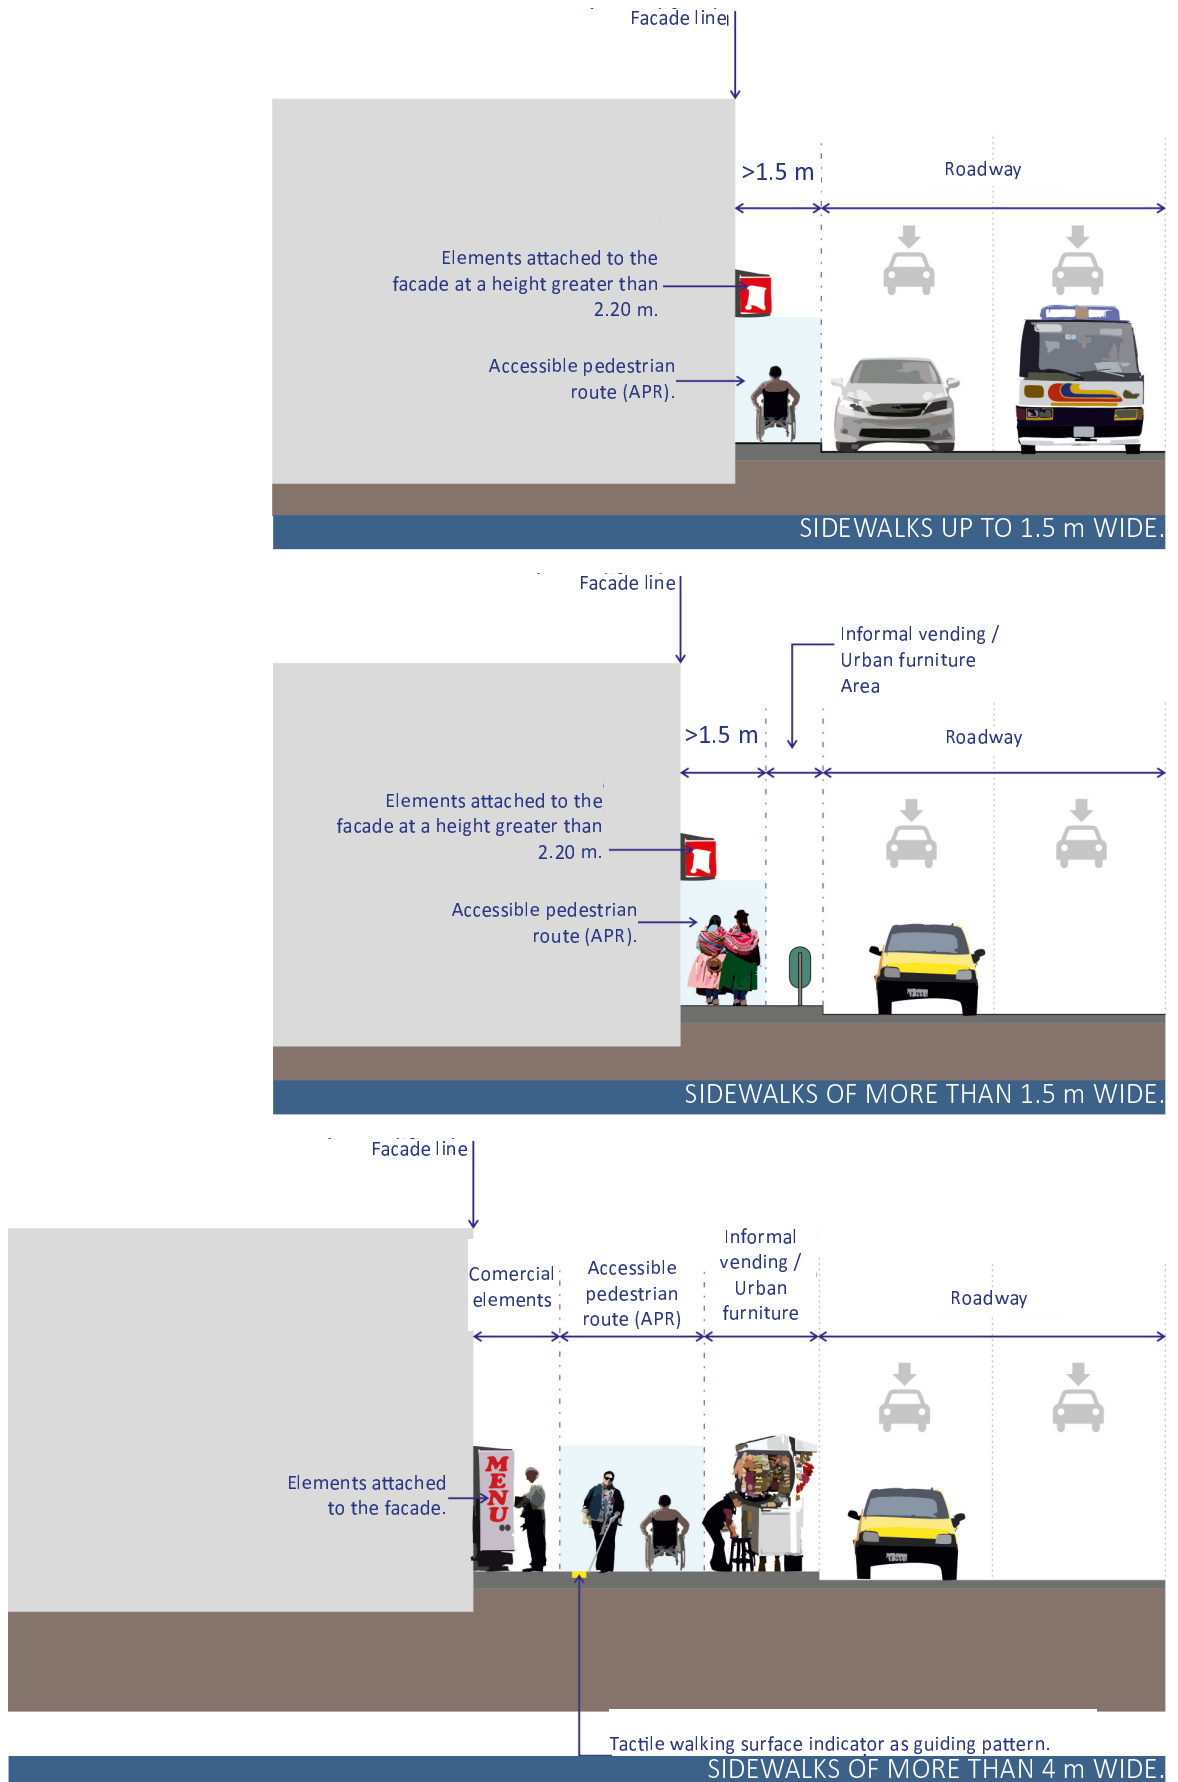 Facade line
>1.5 m
Roadway
Elements attached to the
facade at a height greater than
2.20 m.
Accessible pedestrian
route (APR).
SIDEWALKS UP TO 1.5 m WIDE.
Facade line
Informal vending /
Urban furniture
Area
>1.5 m
Roadway
Elements attached to the
facade at a height greater than
2.20 m.
Accessible pedestrian
route (APR).
SIDEWALKS OF MORE THAN 1.5 m WIDE.
Facade line
Comercial
elements
Accessible
pedestrian
route (APR)
Informal
vending /
Urban
furniture
Roadway
MENU
Elements attached
to the facade.
Tactile walking surface indicator as guiding pattern.
SIDEWALKS OF MORE THAN 4 m WIDE.